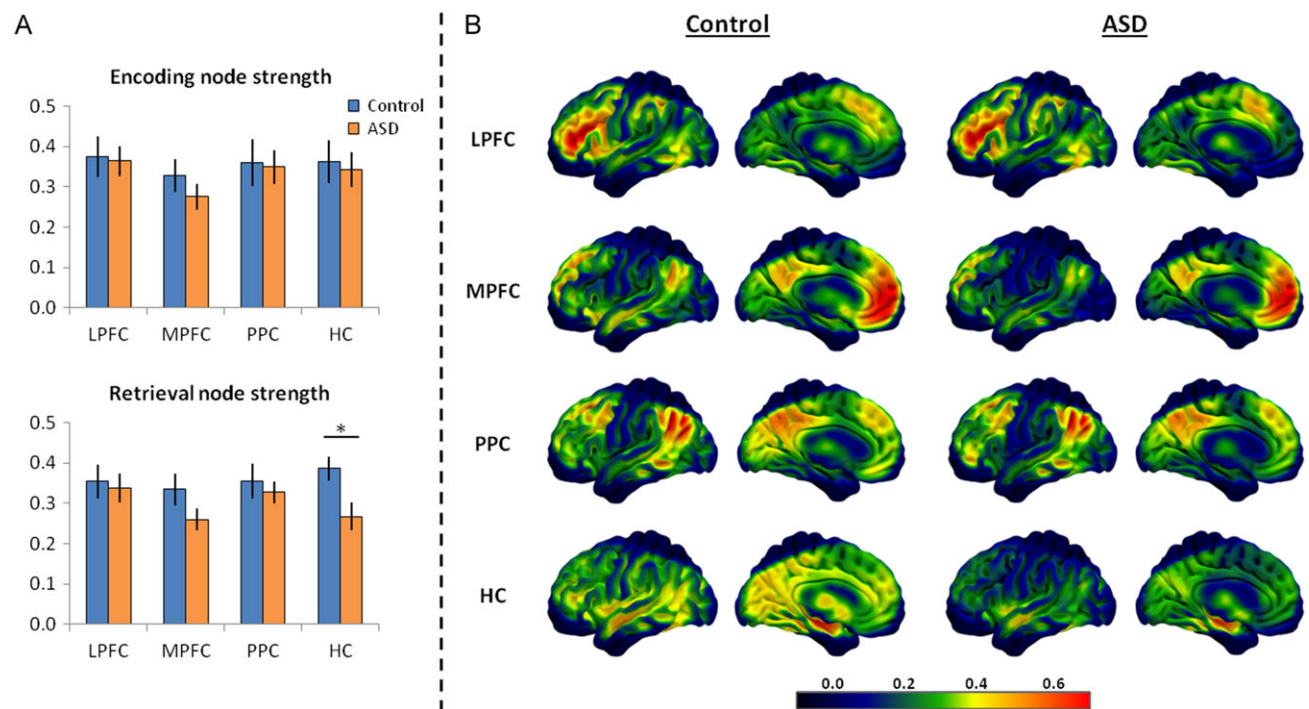 A
Encoding node strength
0.5
0.4
0.3
0.2
0.1
0.0
Control
ASD
LPFC MPFC PPC HC
Retrieval node strength
0.5
0.4
0.3
0.2
0.1
0.0
*
LPFC MPFC PPC HC
B
Control ASD
LPFC
MPFC
PPC
HC
0.0 0.2 0.4 0.6